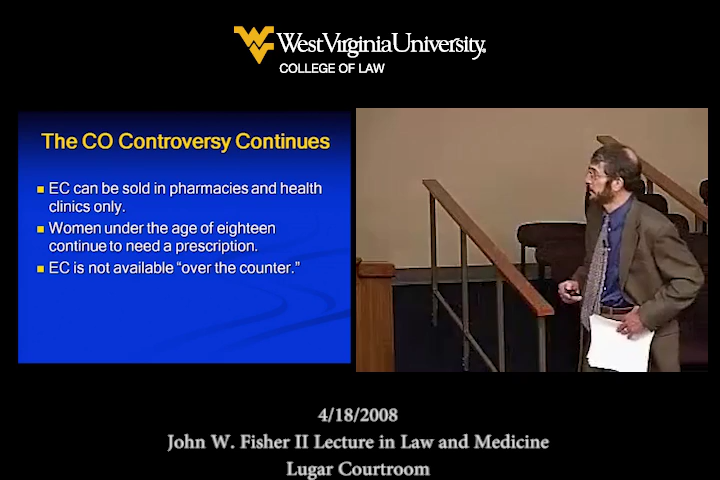 WestVirginiaUniversity.
COLLEGE OF LAW
The CO Controversy Continues
EC can be sold in pharmacies and health
clinics only.
Women under the age of eighteen
continue to need a prescription.
EC is not available “over the counter.”
4/18/2008
John W. Fisher II Lecture in Law and Medicine
Lugar Courtroom